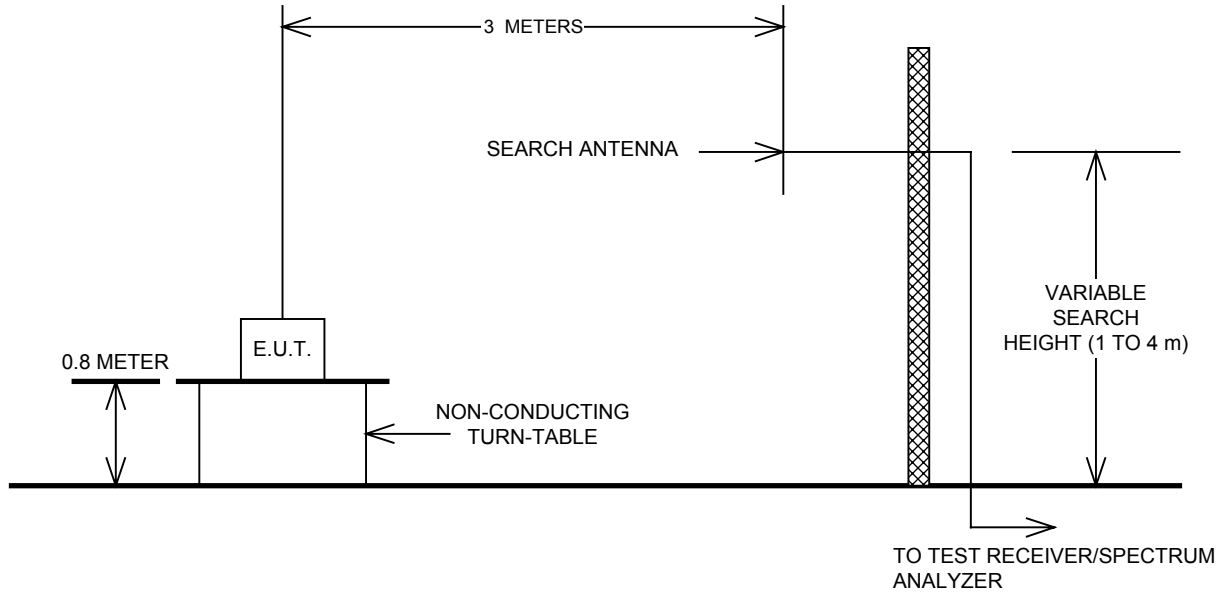 3 METERS
SEARCH ANTENNA
VARIABLE
SEARCH
HEIGHT (1 TO 4 m)
E.U.T.
0.8 METER
NON-CONDUCTING
TURN-TABLE
TO TEST RECEIVER/SPECTRUM
ANALYZER